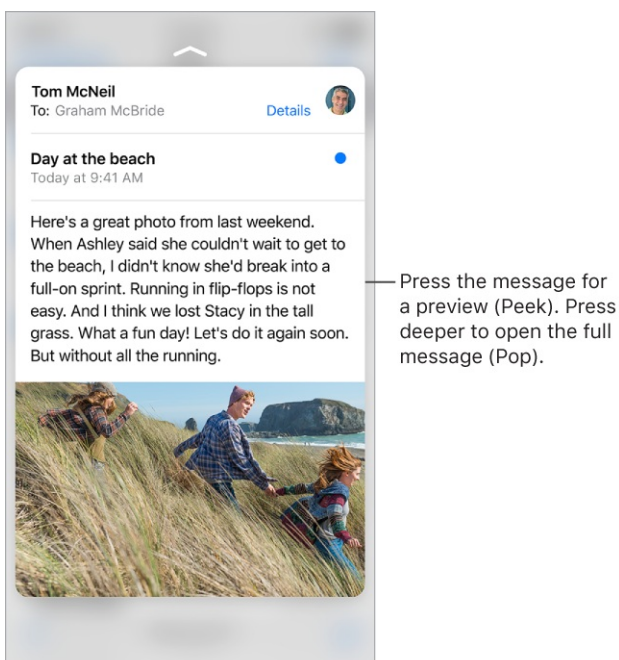 Tom McNeil
To: Graham McBride
Details
Day at the beach
Today at 9:41 AM
Here's a great photo from last weekend.
When Ashley said she couldn't wait to get to
the beach, I didn't know she'd break into a
full-on sprint. Running in flip-flops is not
easy. And I think we lost Stacy in the tall
grass. What a fun day! Let's do it again soon.
But without all the running.
Press the message for
a preview (Peek). Press
deeper to open the full
message (Pop).